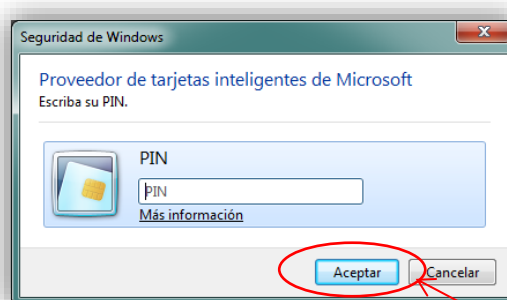 Seguridad de Windows
Proveedor de tarjetas inteligentes de Microsoft
Escriba su PIN.
PIN
PIN
Más información
Aceptar
Cancelar